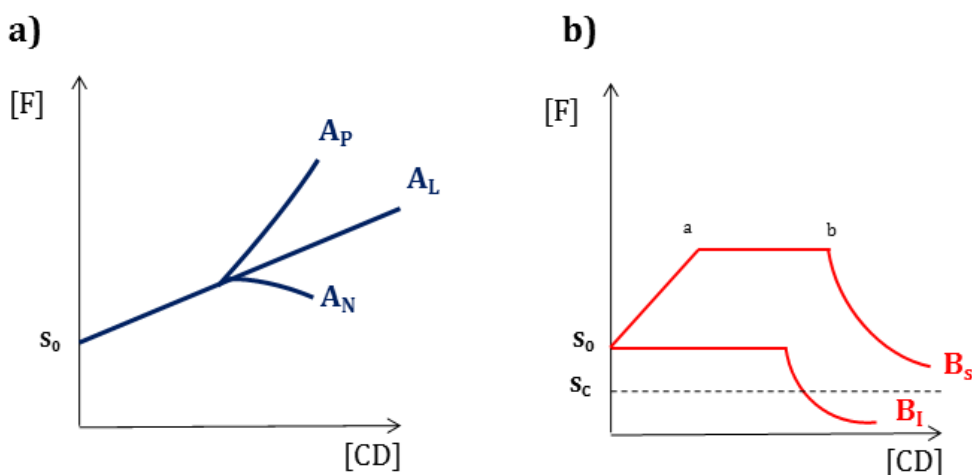 a)
[F]
A_P
A_L
A_N
s₀
[CD]
b)
[F]
a
b
s₀
s_C
B_s
B_I
[CD]